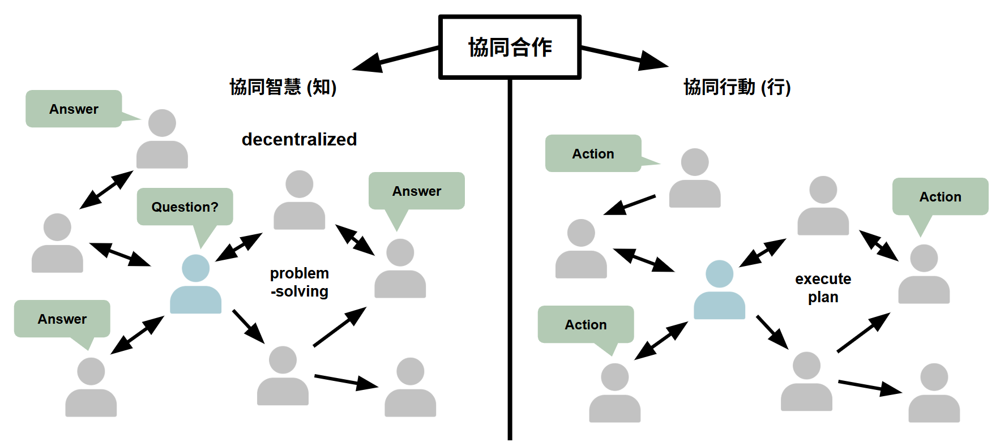 協同合作
協同智慧 (知)
Answer
decentralized
Question?
Answer
problem
-solving
Answer
協同行動 (行)
Action
Action
execute
plan
Action